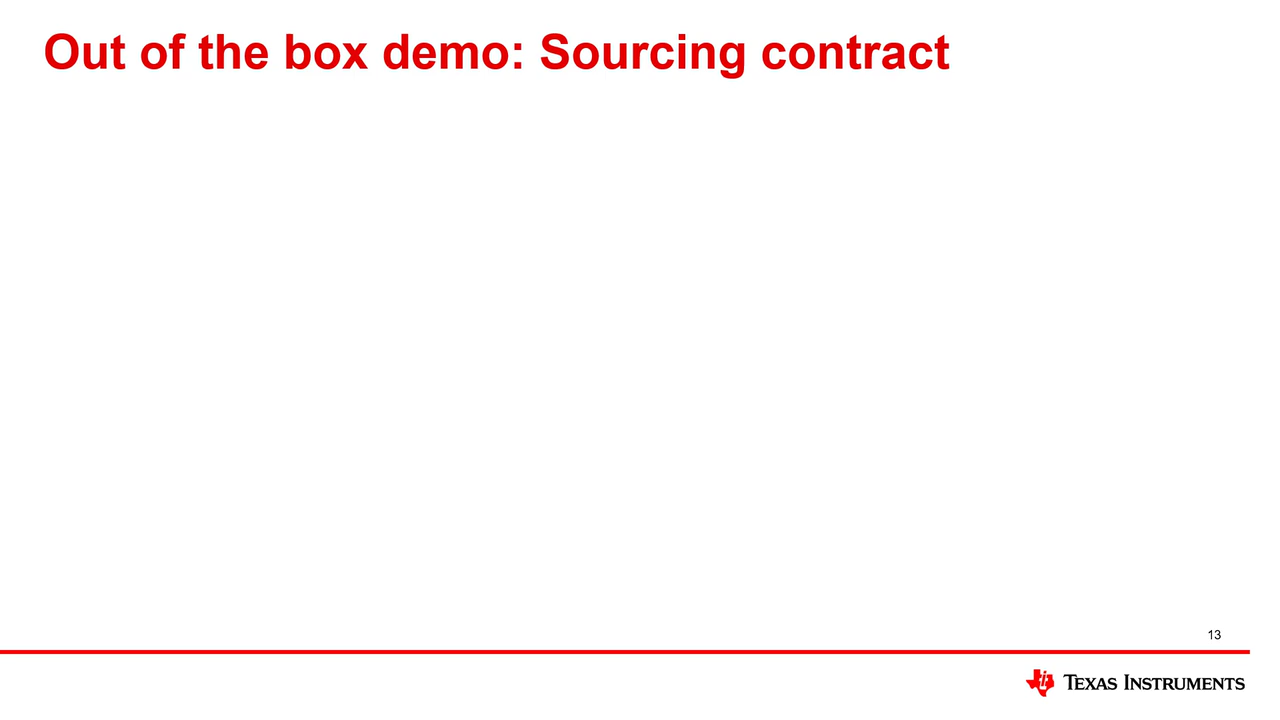 Out of the box demo: Sourcing contract
13
TEXAS INSTRUMENTS